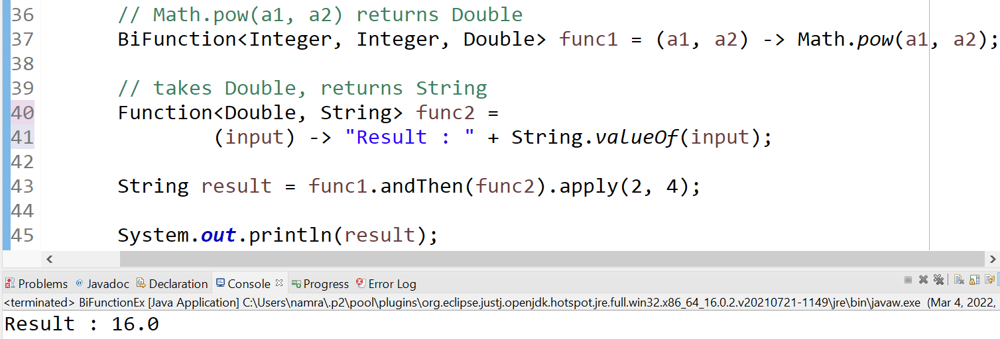 36 // Math.pow(a1, a2) returns Double
37 BiFunction<Integer, Integer, Double> func1 = (a1, a2) -> Math.pow(a1, a2);
38
39 // takes Double, returns String
40 Function<Double, String> func2 =
41 (input) -> "Result : " + String.valueOf(input);
42
43 String result = func1.andThen(func2).apply(2, 4);
44
45 System.out.println(result);
Problems @ Javadoc Declaration Console Progress Error Log
<terminated> BiFunctionEx [Java Application] C:\Users\namra\.p2\pool\plugins\org.eclipse.justj.openjdk.hotspot.jre.full.win32.x86_64_16.0.2.v20210721-1149\jre\bin\javaw.exe (Mar 4, 2022,
Result : 16.0